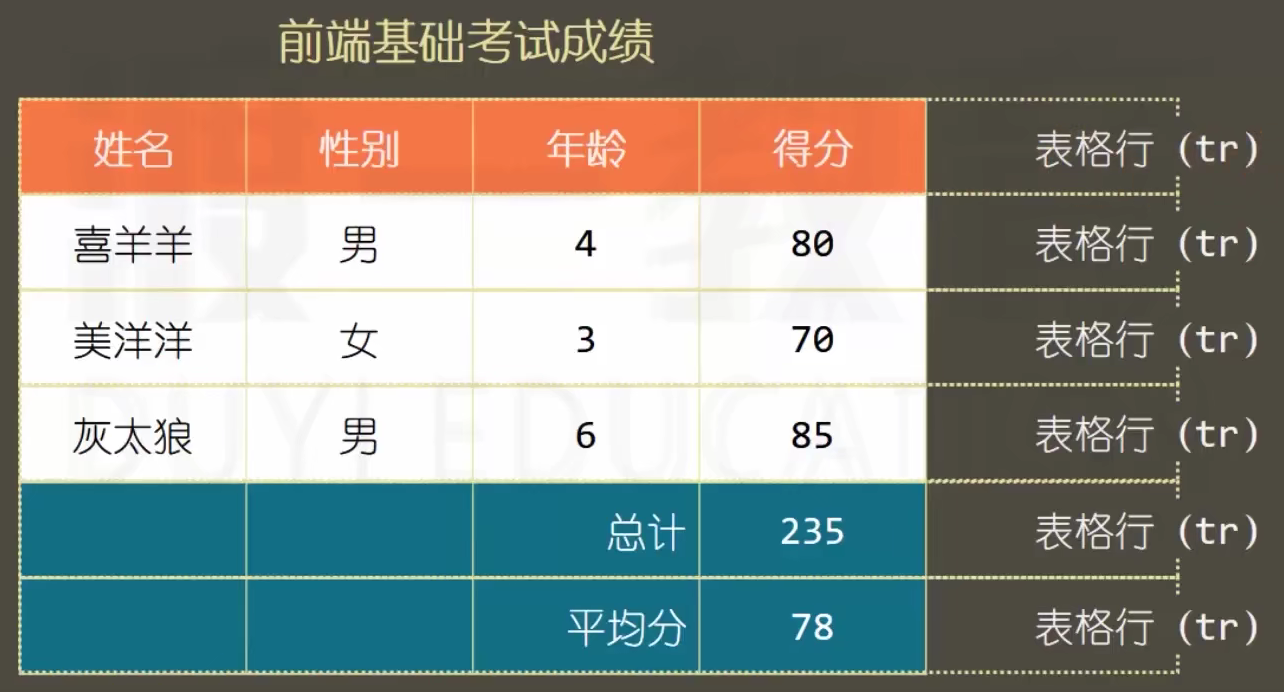 前端基础考试成绩
姓名 性别 年龄 得分 表格行 (tr)
喜羊羊 男 4 80 表格行 (tr)
美洋洋 女 3 70 表格行 (tr)
灰太狼 男 6 85 表格行 (tr)
DUYI EDUCATION
总计 235 表格行 (tr)
平均分 78 表格行 (tr)